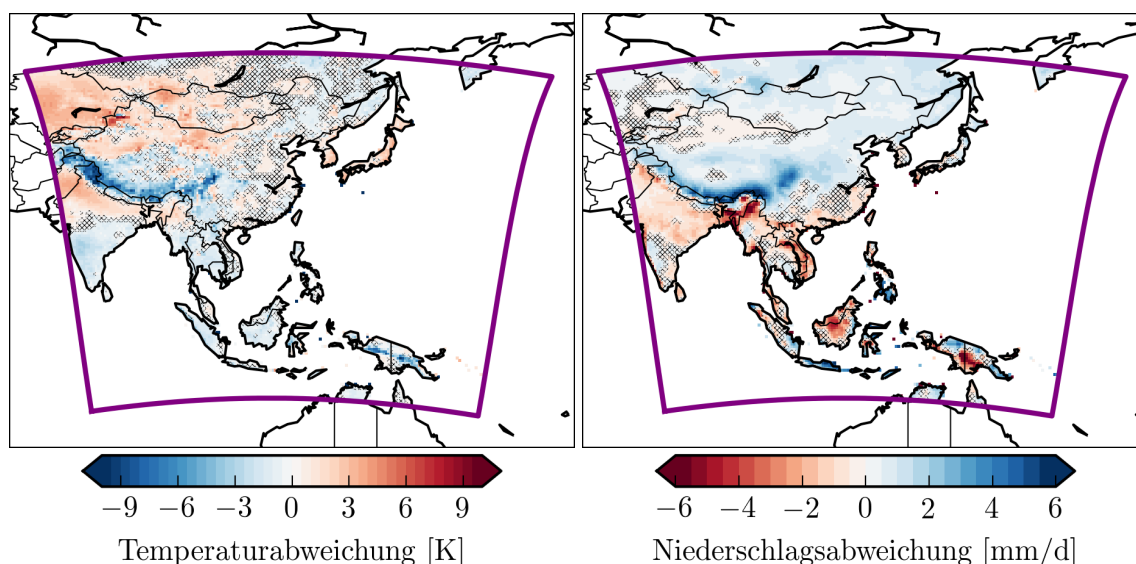 −9 −6 −3 0 3 6 9
Temperaturabweichung [K]
−6 −4 −2 0 2 4 6
Niederschlagsabweichung [mm/d]